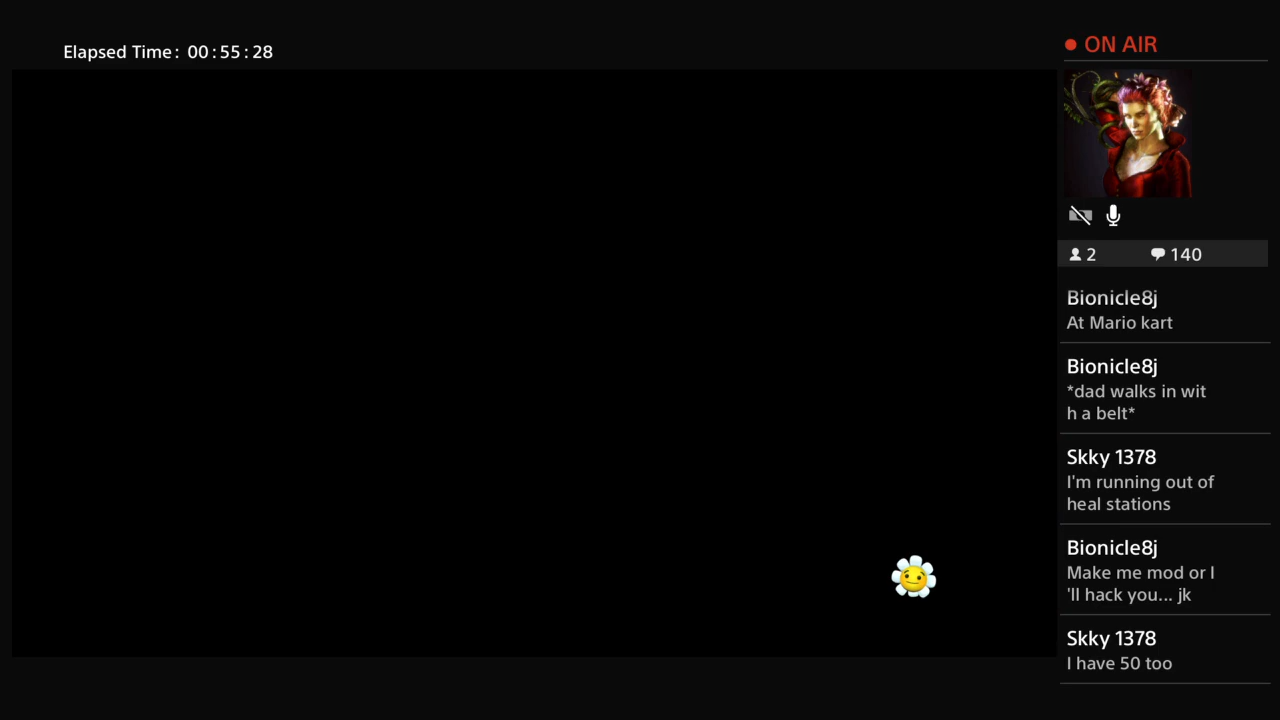 Elapsed Time: 00:55:28
ON AIR
2
140
Bionicle8j
At Mario kart
Bionicle8j
*dad walks in wit
h a belt*
Skky 1378
I'm running out of
heal stations
Bionicle8j
Make me mod or I
'll hack you... jk
Skky 1378
I have 50 too